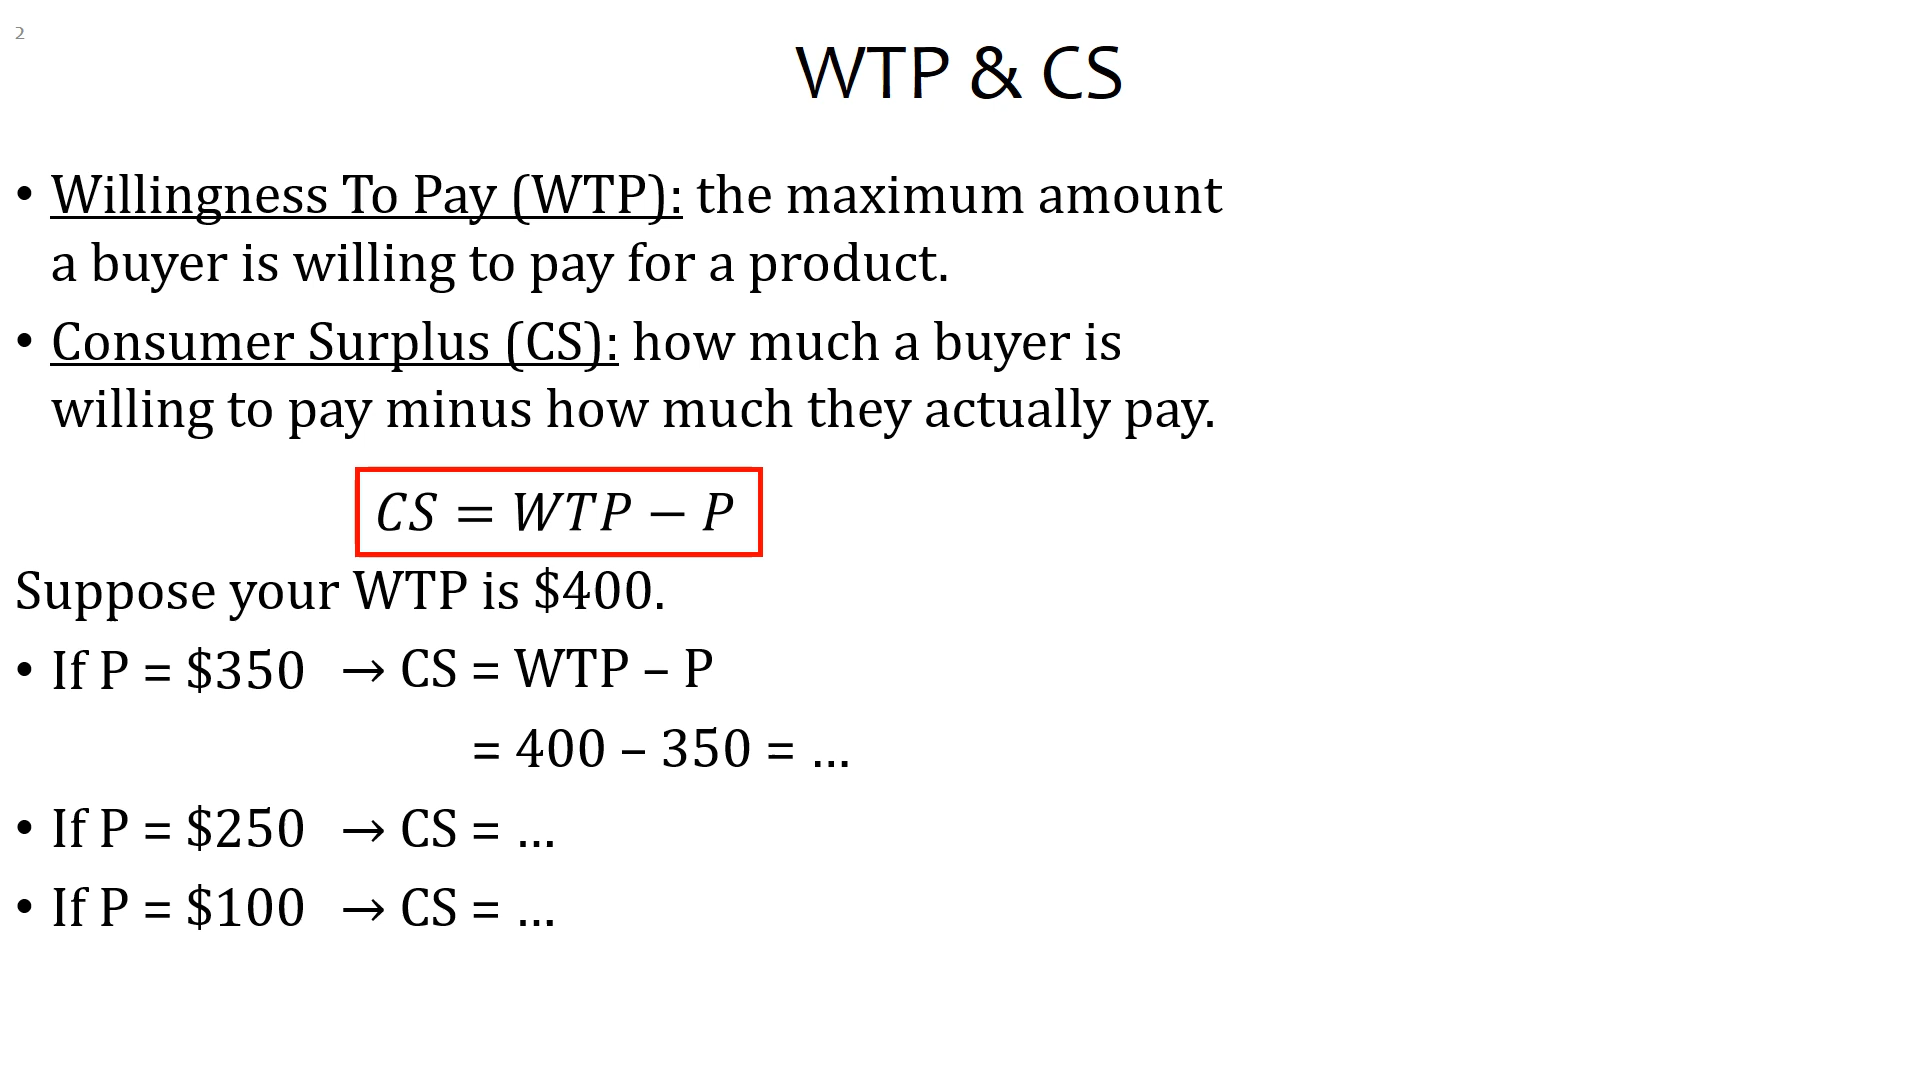 2
WTP & CS
• Willingness To Pay (WTP): the maximum amount
a buyer is willing to pay for a product.
• Consumer Surplus (CS): how much a buyer is
willing to pay minus how much they actually pay.
CS = WTP − P
Suppose your WTP is $400.
• If P = $350 → CS = WTP – P
= 400 – 350 = …
• If P = $250 → CS = …
• If P = $100 → CS = …